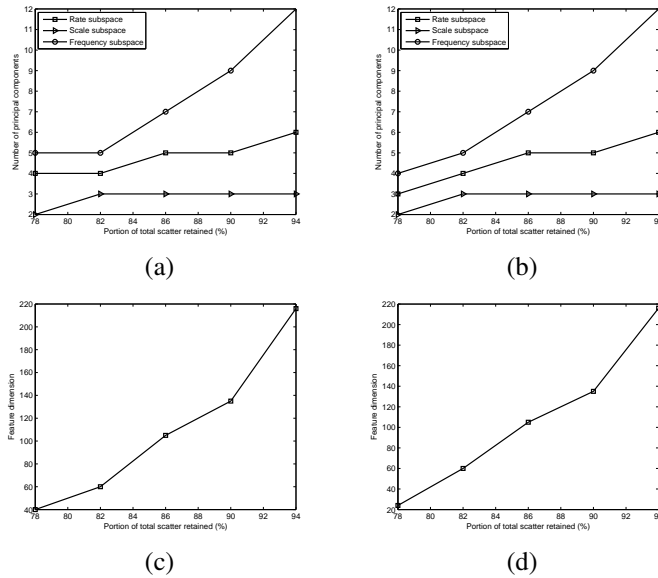 12
11
10
9
8
7
6
5
4
3
2
Number of principal components
Rate subspace
Scale subspace
Frequency subspace
78 80 82 84 86 88 90 92 94
Portion of total scatter retained (%)
(a)
12
11
10
9
8
7
6
5
4
3
2
Number of principal components
Rate subspace
Scale subspace
Frequency subspace
78 80 82 84 86 88 90 92 94
Portion of total scatter retained (%)
(b)
220
200
180
160
140
120
100
80
60
40
Feature dimension
78 80 82 84 86 88 90 92 94
Portion of total scatter retained (%)
(c)
220
200
180
160
140
120
100
80
60
40
20
Feature dimension
78 80 82 84 86 88 90 92 94
Portion of total scatter retained (%)
(d)